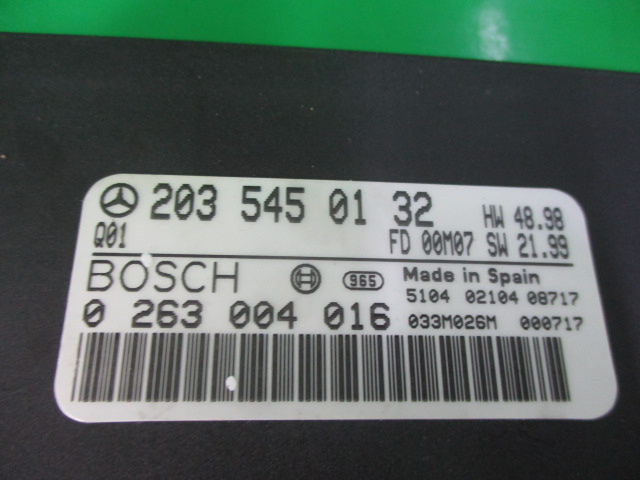 203 545 01 32 HW 48.98
Q01 FD 00M07 SW 21.99
BOSCH 965 Made in Spain
5104 02104 08717
0 263 004 016 033M026M 000717